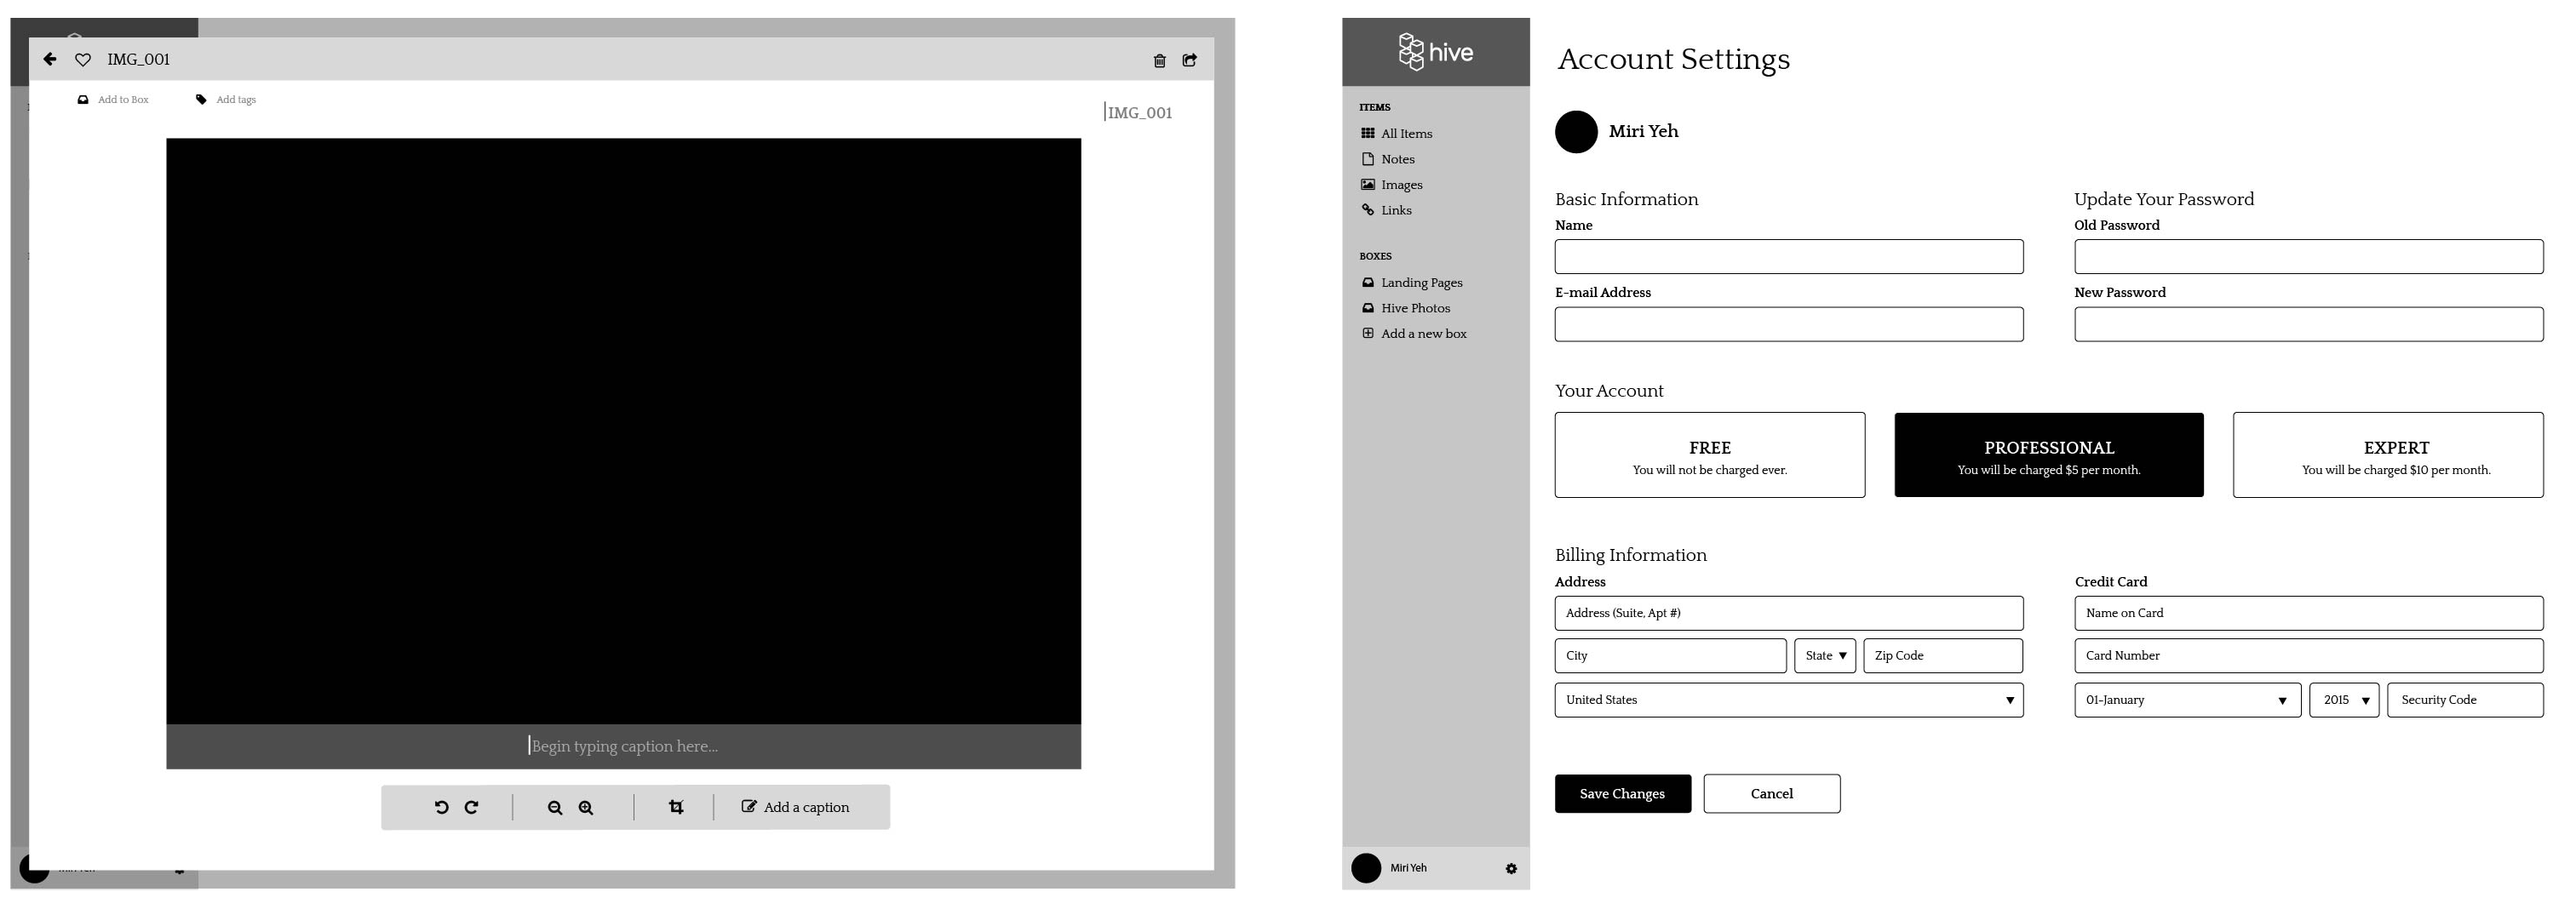 IMG_001
Add to Box
Add tags
IMG_001
Begin typing caption here...
Add a caption
hive
ITEMS
All Items
Notes
Images
Links
BOXES
Landing Pages
Hive Photos
Add a new box
Miri Yeh
Account Settings
Miri Yeh
Basic Information
Name
E-mail Address
Update Your Password
Old Password
New Password
Your Account
FREE
You will not be charged ever.
PROFESSIONAL
You will be charged $5 per month.
EXPERT
You will be charged $10 per month.
Billing Information
Address
Address (Suite, Apt #)
City
State
Zip Code
United States
Credit Card
Name on Card
Card Number
01-January
2015
Security Code
Save Changes
Cancel